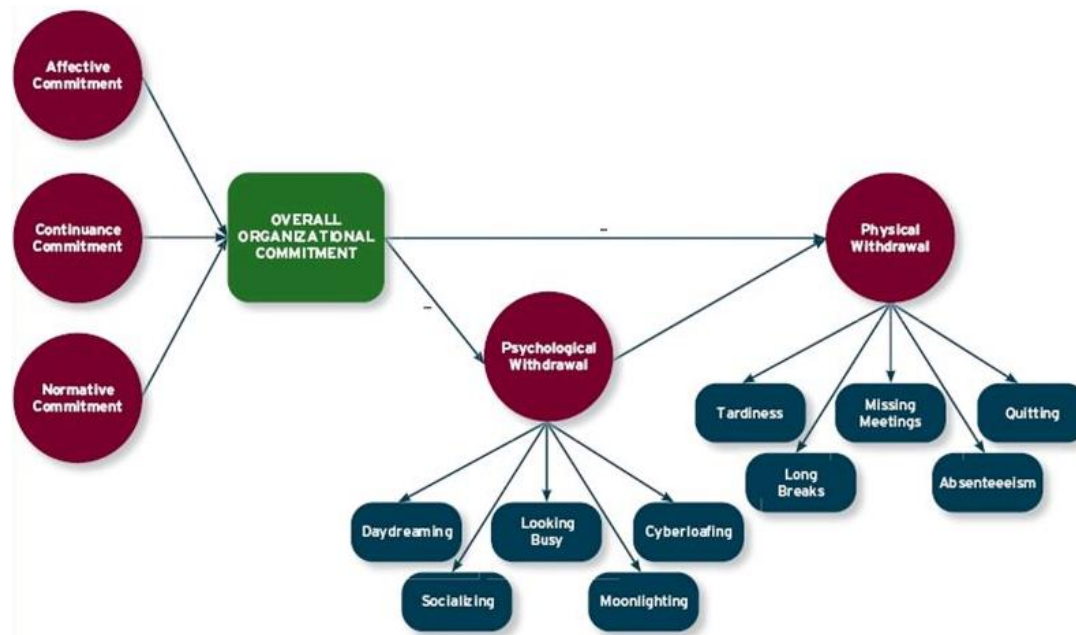 Affective
Commitment
Continuance
Commitment
Normative
Commitment
OVERALL
ORGANIZATIONAL
COMMITMENT
–
–
Physical
Withdrawal
Psychological
Withdrawal
Tardiness
Missing
Meetings
Quitting
Long
Breaks
Absenteeeism
Daydreaming
Looking
Busy
Cyberloafing
Socializing
Moonlighting